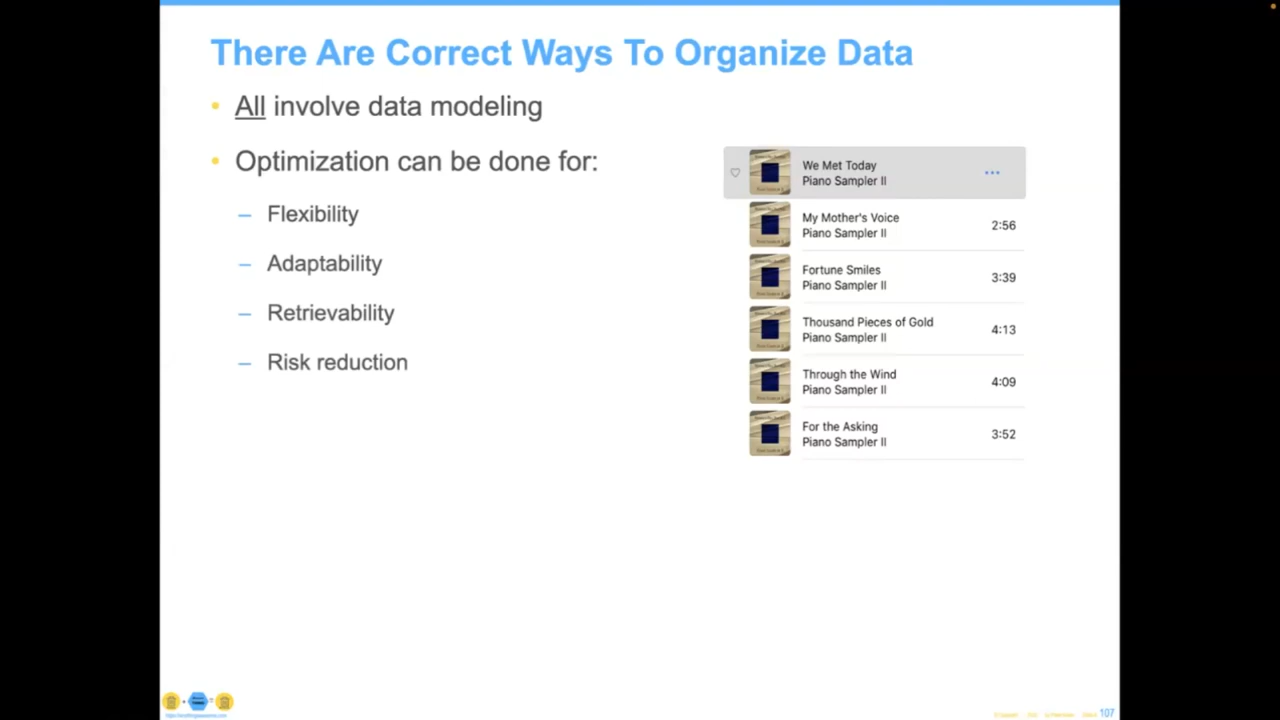 There Are Correct Ways To Organize Data
• All involve data modeling
• Optimization can be done for:
– Flexibility
– Adaptability
– Retrievability
– Risk reduction
We Met Today
Piano Sampler II
My Mother's Voice
Piano Sampler II
2:56
Fortune Smiles
Piano Sampler II
3:39
Thousand Pieces of Gold
Piano Sampler II
4:13
Through the Wind
Piano Sampler II
4:09
For the Asking
Piano Sampler II
3:52
107